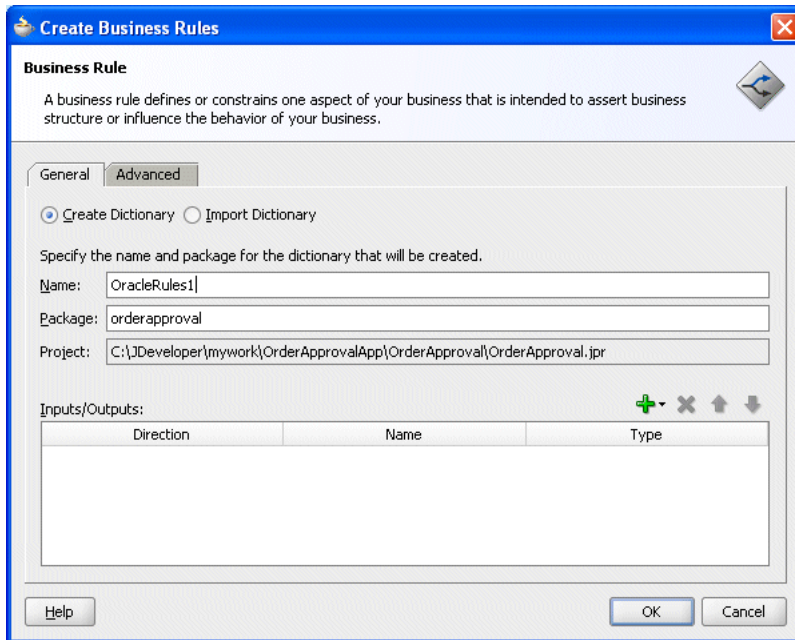 Create Business Rules
Business Rule
A business rule defines or constrains one aspect of your business that is intended to assert business
structure or influence the behavior of your business.
General Advanced
Create Dictionary Import Dictionary
Specify the name and package for the dictionary that will be created.
Name: OracleRules1
Package: orderapproval
Project: C:\JDeveloper\mywork\OrderApprovalApp\OrderApproval\OrderApproval.jpr
Inputs/Outputs:
Direction Name Type
Help OK Cancel